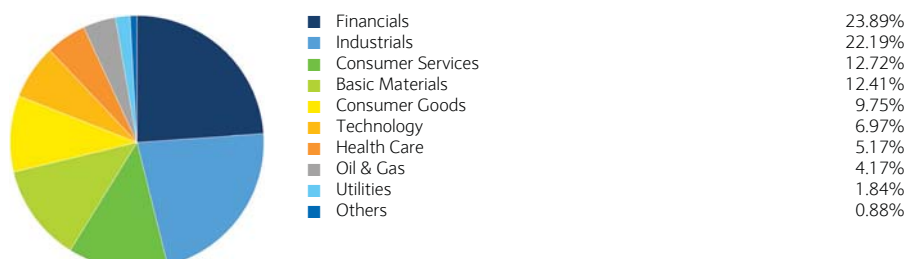 Financials 23.89%
Industrials 22.19%
Consumer Services 12.72%
Basic Materials 12.41%
Consumer Goods 9.75%
Technology 6.97%
Health Care 5.17%
Oil & Gas 4.17%
Utilities 1.84%
Others 0.88%